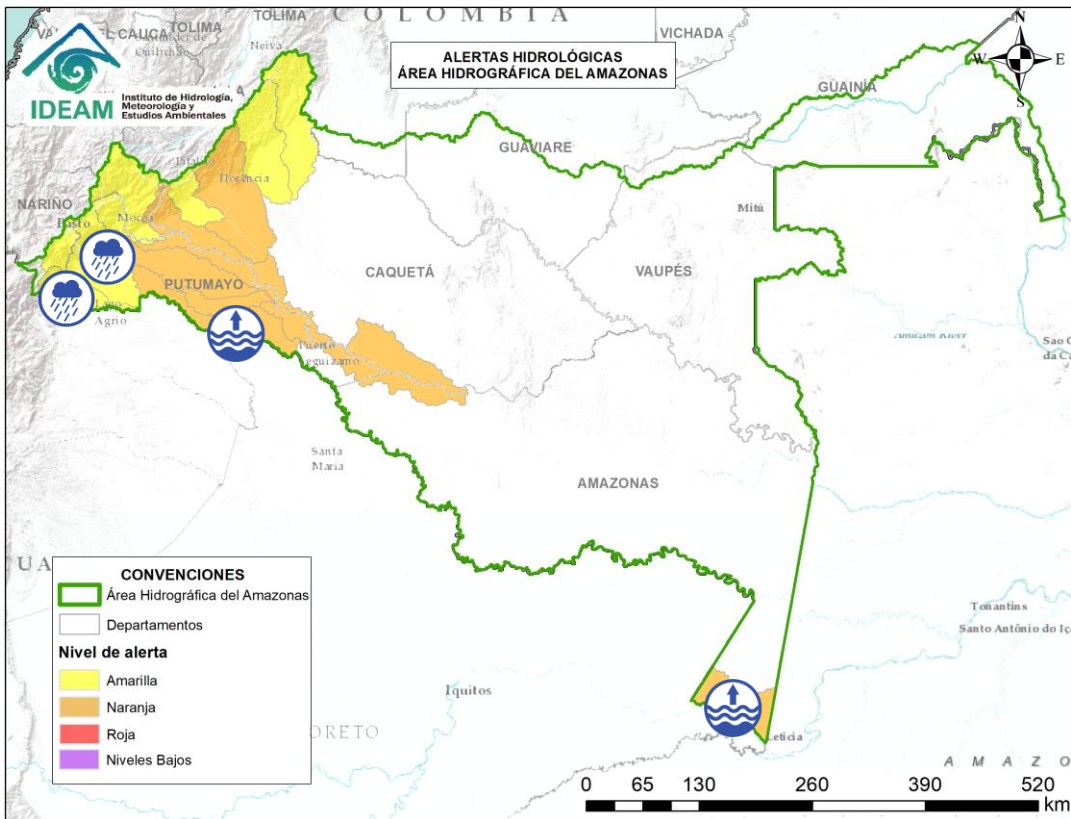 COLOMBIA
TOLIMA
TOLIMA
Neiva
VICHADA
ALERTAS HIDROLÓGICAS
ÁREA HIDROGRÁFICA DEL AMAZONAS
N
W
E
S
IDEAM
Instituto de Hidrología,
Meteorología y
Estudios Ambientales
GUAINÍA
GUAVIARE
Florencia
NARIÑO
Pasto
Mocoa
Mitú
CAQUETÁ
VAUPÉS
PUTUMAYO
Agrio
Amazon River
Puerto
Santa
Maria
AMAZONAS
CONVENCIONES
Área Hidrográfica del Amazonas
Departamentos
Nivel de alerta
Amarilla
Naranja
Roja
Niveles Bajos
Tonantins
Santo Antônio do Iç
Iquitos
ORETO
Leticia
AMAZO
0 65 130 260 390 520
km